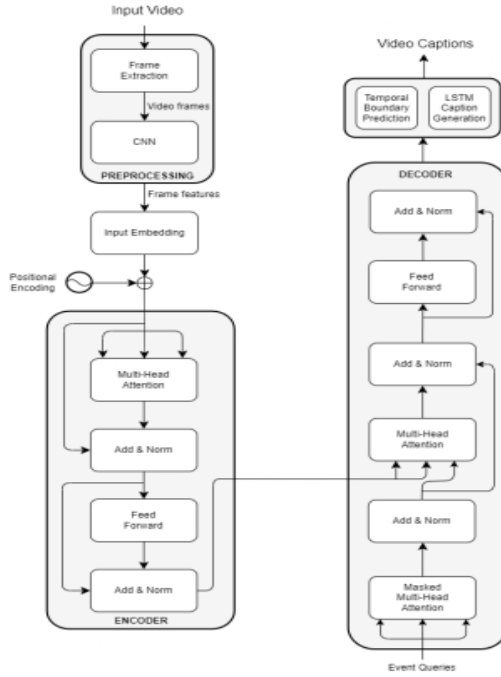 Input Video
Frame
Extraction
Video frames
CNN
PREPROCESSING
Frame features
Input Embedding
Positional
Encoding
Multi-Head
Attention
Add & Norm
Feed
Forward
Add & Norm
ENCODER
Video Captions
Temporal
Boundary
Prediction
LSTM
Caption
Generation
DECODER
Add & Norm
Feed
Forward
Add & Norm
Multi-Head
Attention
Add & Norm
Masked
Multi-Head
Attention
Event Queries